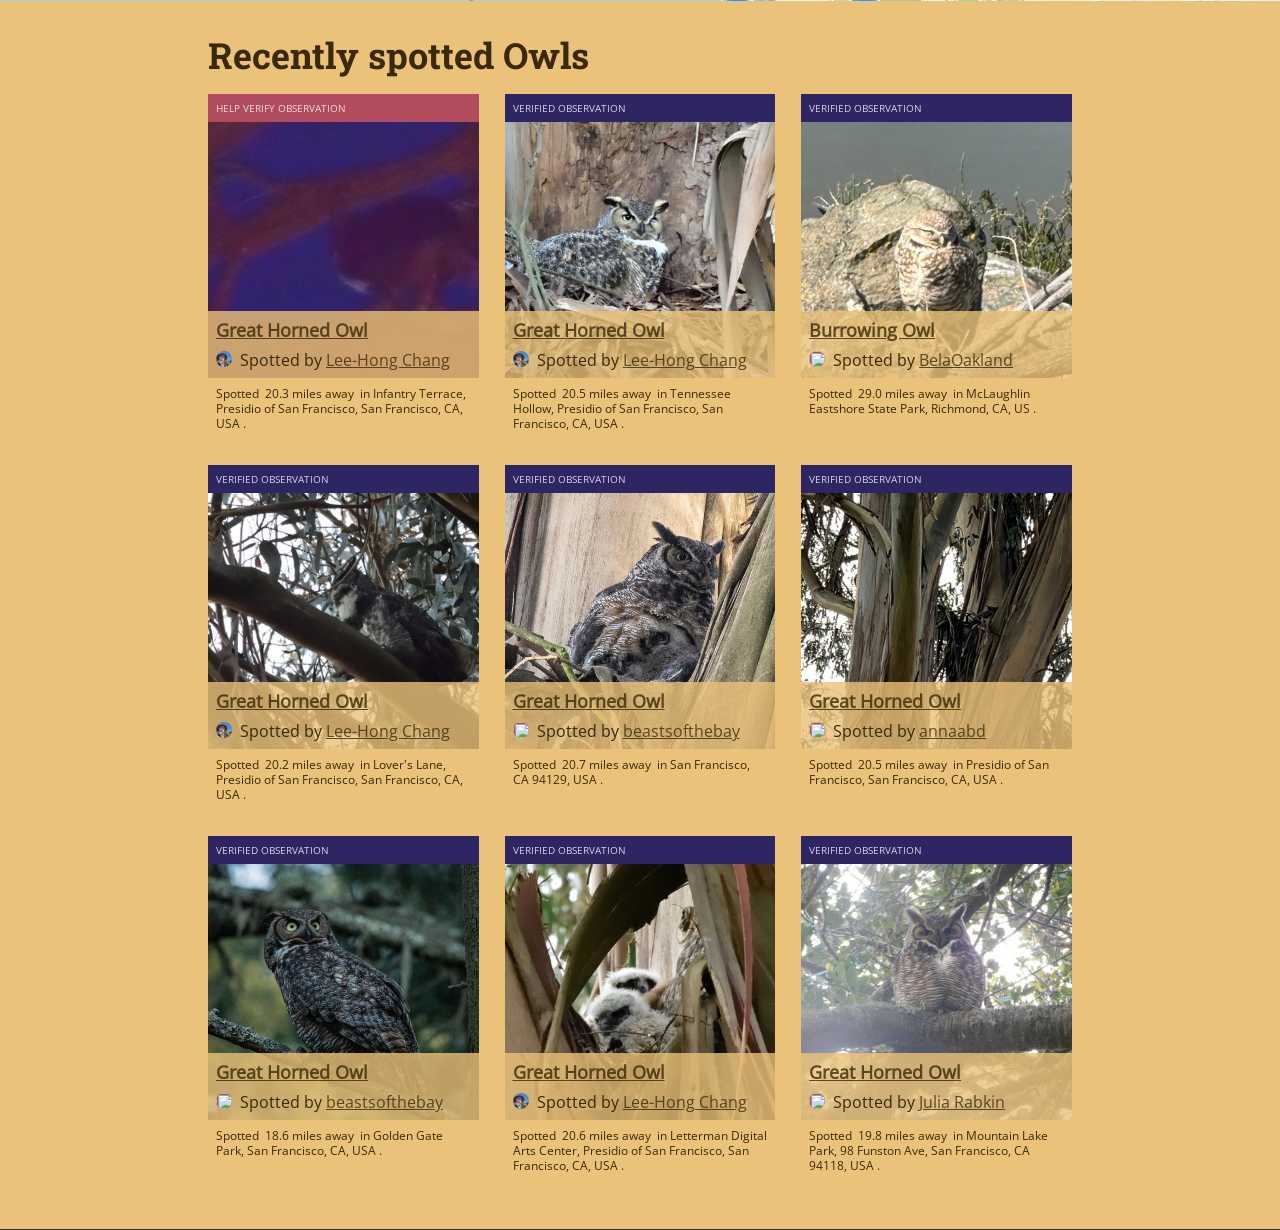 Recently spotted Owls
HELP VERIFY OBSERVATION
Great Horned Owl
Spotted by Lee-Hong Chang
Spotted 20.3 miles away in Infantry Terrace,
Presidio of San Francisco, San Francisco, CA,
USA .
VERIFIED OBSERVATION
Great Horned Owl
Spotted by Lee-Hong Chang
Spotted 20.5 miles away in Tennessee
Hollow, Presidio of San Francisco, San
Francisco, CA, USA .
VERIFIED OBSERVATION
Burrowing Owl
Spotted by BelaOakland
Spotted 29.0 miles away in McLaughlin
Eastshore State Park, Richmond, CA, US .
VERIFIED OBSERVATION
Great Horned Owl
Spotted by Lee-Hong Chang
Spotted 20.2 miles away in Lover's Lane,
Presidio of San Francisco, San Francisco, CA,
USA .
VERIFIED OBSERVATION
Great Horned Owl
Spotted by beastsofthebay
Spotted 20.7 miles away in San Francisco,
CA 94129, USA .
VERIFIED OBSERVATION
Great Horned Owl
Spotted by annaabd
Spotted 20.5 miles away in Presidio of San
Francisco, San Francisco, CA, USA .
VERIFIED OBSERVATION
Great Horned Owl
Spotted by beastsofthebay
Spotted 18.6 miles away in Golden Gate
Park, San Francisco, CA, USA .
VERIFIED OBSERVATION
Great Horned Owl
Spotted by Lee-Hong Chang
Spotted 20.6 miles away in Letterman Digital
Arts Center, Presidio of San Francisco, San
Francisco, CA, USA .
VERIFIED OBSERVATION
Great Horned Owl
Spotted by Julia Rabkin
Spotted 19.8 miles away in Mountain Lake
Park, 98 Funston Ave, San Francisco, CA
94118, USA .